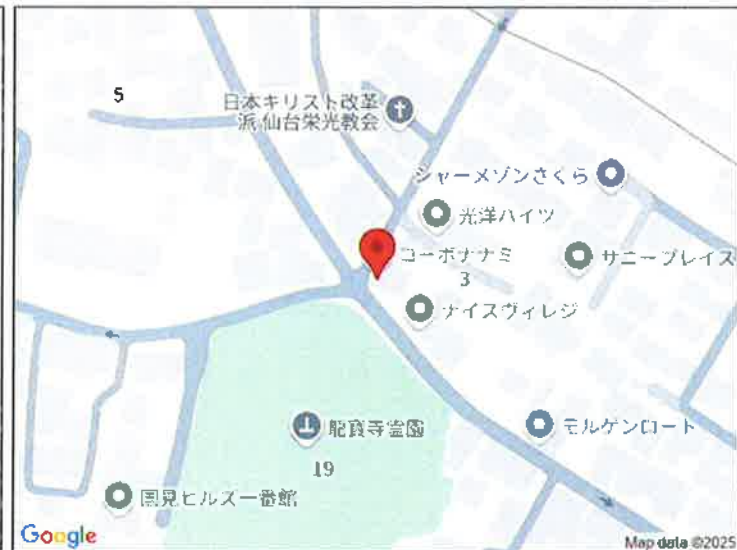 5
日本キリスト改革
派 仙台栄光教会
シャーメゾンさくら
光洋ハイツ
コーポナナミ
サニープレイス
3
ナイスヴィレジ
龍寳寺霊園
モルゲンロート
19
国見ヒルズ一番館
Google
Map data ©2025